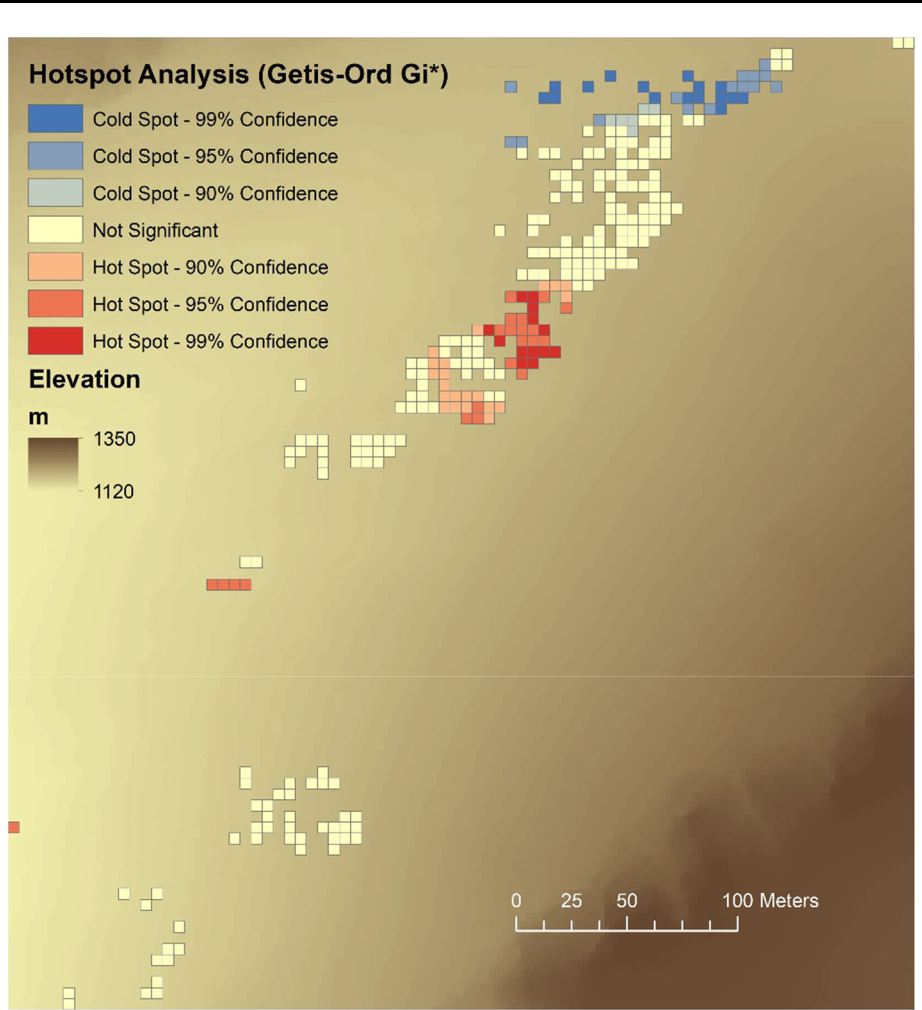 Hotspot Analysis (Getis-Ord Gi*)
Cold Spot - 99% Confidence
Cold Spot - 95% Confidence
Cold Spot - 90% Confidence
Not Significant
Hot Spot - 90% Confidence
Hot Spot - 95% Confidence
Hot Spot - 99% Confidence
Elevation
m
1350
1120
0 25 50 100 Meters